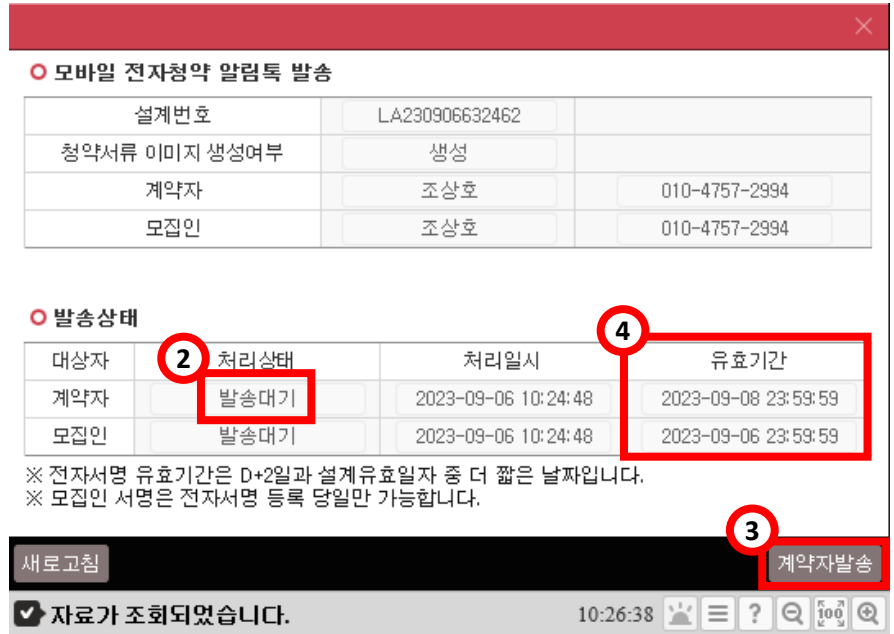 모바일 전자청약 알림톡 발송
설계번호 LA230906632462
청약서류 이미지 생성여부 생성
계약자 조상호 010-4757-2994
모집인 조상호 010-4757-2994
발송상태
4
대상자 2 처리상태 처리일시 유효기간
계약자 발송대기 2023-09-06 10:24:48 2023-09-08 23:59:59
모집인 발송대기 2023-09-06 10:24:48 2023-09-06 23:59:59
※ 전자서명 유효기간은 D+2일과 설계유효일자 중 더 짧은 날짜입니다.
※ 모집인 서명은 전자서명 등록 당일만 가능합니다.
3
새로고침 계약자발송
자료가 조회되었습니다. 10:26:38 ? 100